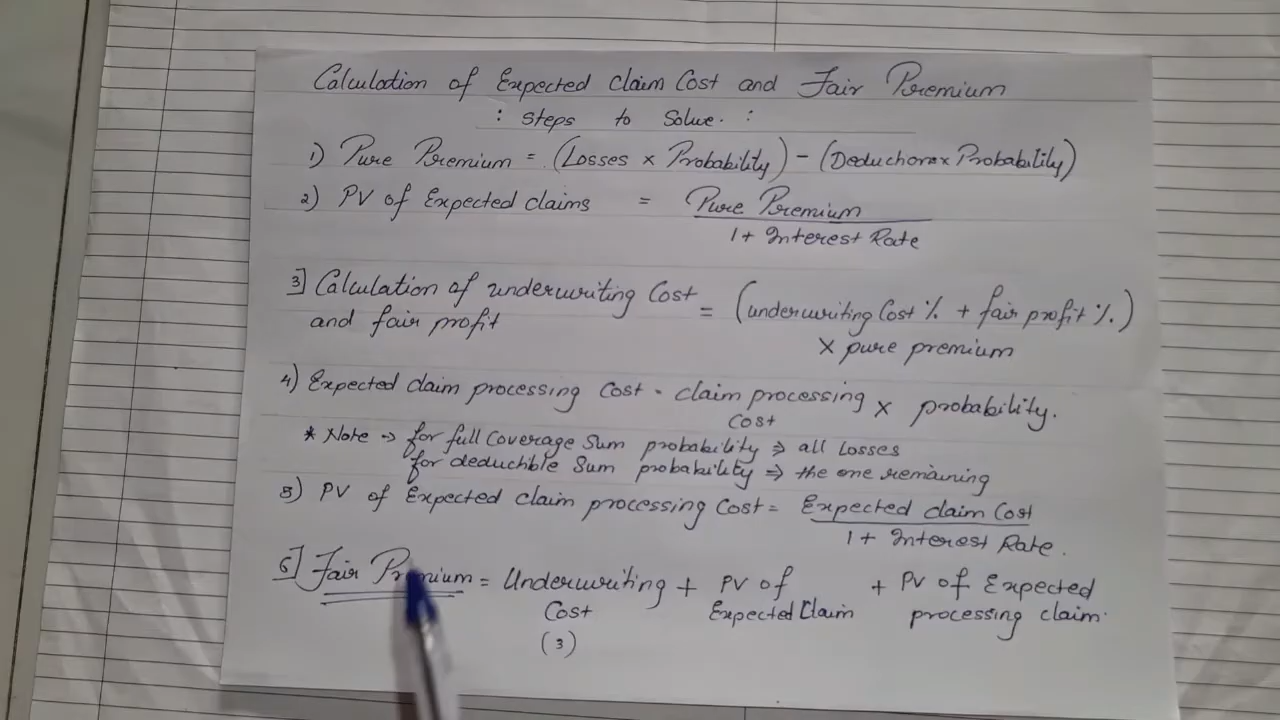 Calculation of Expected Claim Cost and Fair Premium
: Steps to Solve. :
1) Pure Premium = (Losses x Probability) - (Deduchorex Probability)
2) PV of Expected claims = Pure Premium
1+ Interest Rate
3] Calculation of underwriting Cost = (underwriting Cost % + fair profit %)
and fair profit
x pure premium
4) Expected claim processing Cost - claim processing x probability.
Cost
* Note -> for full coverage Sum probability => all Losses
for deductible Sum probability => the one remaining
5) PV of Expected claim processing Cost = Expected claim Cost
1+ Interest Rate.
6] Fair Premium = Underwriting + PV of + PV of Expected
Cost Expected Claim processing claim.
(3)